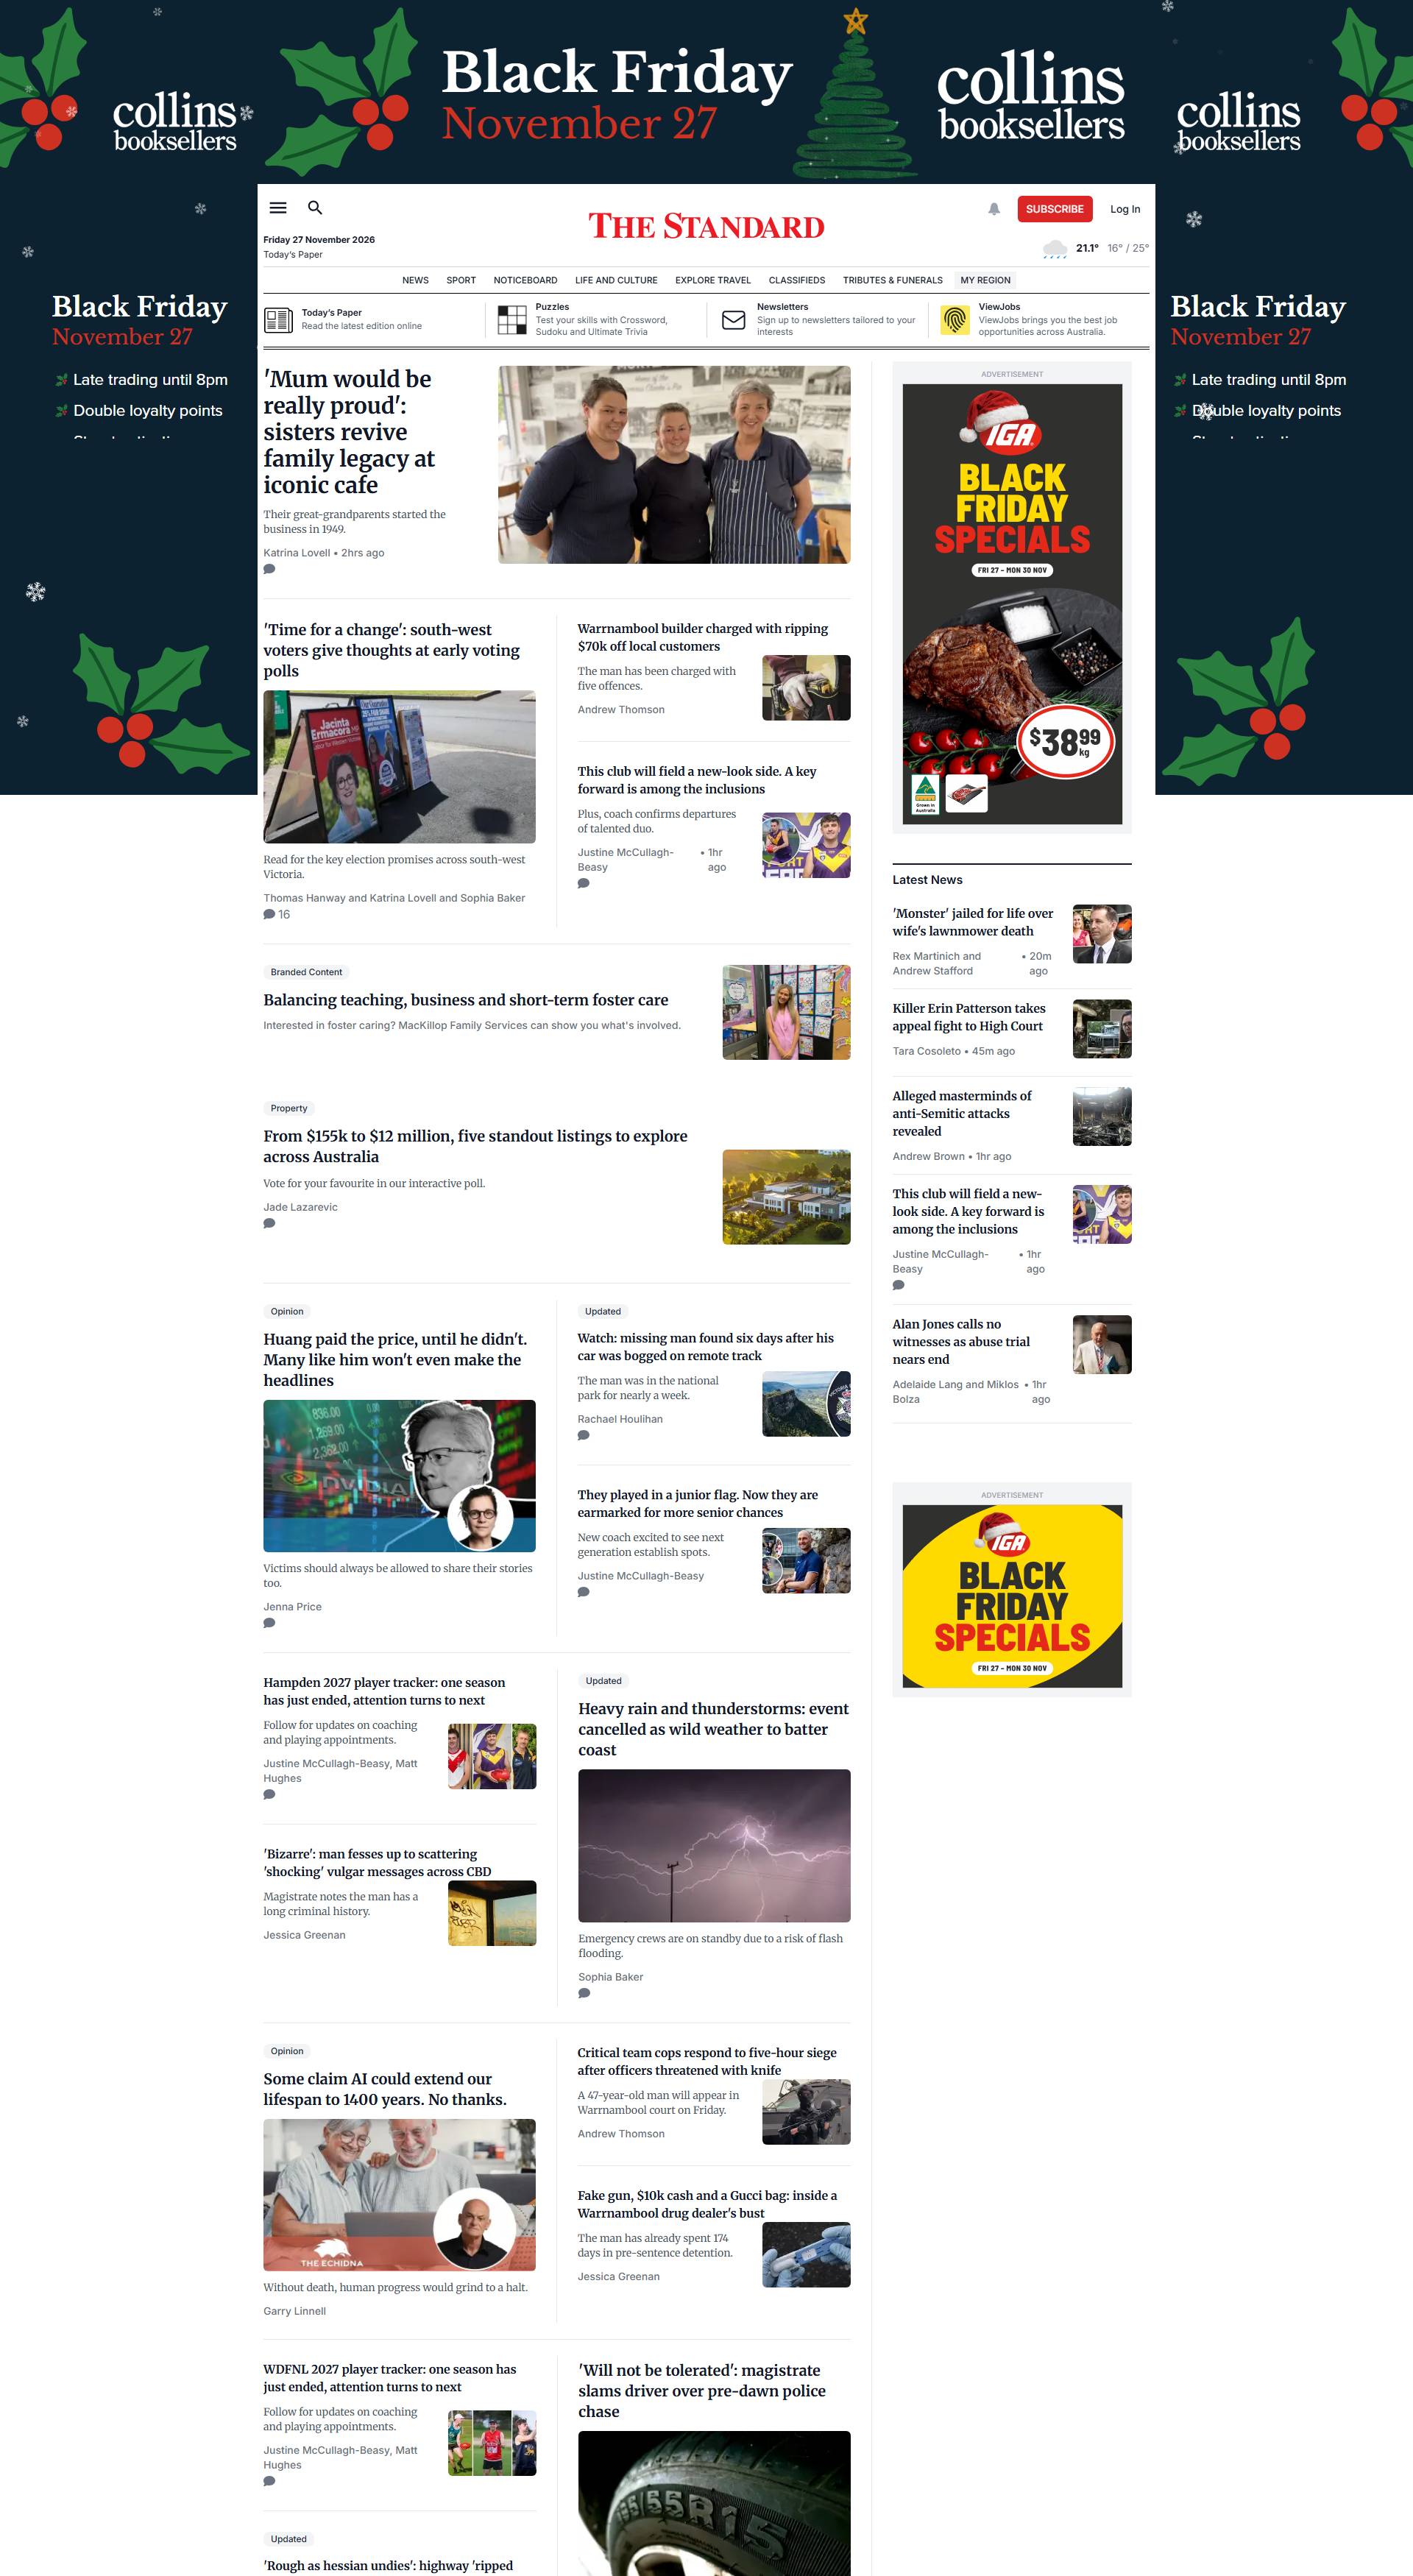 collins
booksellers
Black Friday
November 27
collins
booksellers
collins
booksellers
Black Friday
November 27
Late trading until 8pm
Double loyalty points
Black Friday
November 27
Late trading until 8pm
Double loyalty points
THE STANDARD
SUBSCRIBE
Log In
Friday 27 November 2026
Today's Paper
21.1° 16° / 25°
NEWS SPORT NOTICEBOARD LIFE AND CULTURE EXPLORE TRAVEL CLASSIFIEDS TRIBUTES & FUNERALS MY REGION
Today's Paper
Read the latest edition online
Puzzles
Test your skills with Crossword,
Sudoku and Ultimate Trivia
Newsletters
Sign up to newsletters tailored to your
interests
ViewJobs
ViewJobs brings you the best job
opportunities across Australia.
'Mum would be
really proud':
sisters revive
family legacy at
iconic cafe
Their great-grandparents started the
business in 1949.
Katrina Lovell • 2hrs ago
'Time for a change': south-west
voters give thoughts at early voting
polls
Jacinta
Ermacora MP
Read for the key election promises across south-west
Victoria.
Thomas Hanway and Katrina Lovell and Sophia Baker
16
Warrnambool builder charged with ripping
$70k off local customers
The man has been charged with
five offences.
Andrew Thomson
This club will field a new-look side. A key
forward is among the inclusions
Plus, coach confirms departures
of talented duo.
Justine McCullagh-
Beasy
• 1hr
ago
Branded Content
Balancing teaching, business and short-term foster care
Interested in foster caring? MacKillop Family Services can show you what's involved.
Property
From $155k to $12 million, five standout listings to explore
across Australia
Vote for your favourite in our interactive poll.
Jade Lazarevic
Opinion
Huang paid the price, until he didn't.
Many like him won't even make the
headlines
836.00
1,269.00
2,362.00
NVIDIA
Victims should always be allowed to share their stories
too.
Jenna Price
Updated
Watch: missing man found six days after his
car was bogged on remote track
The man was in the national
park for nearly a week.
Rachael Houlihan
They played in a junior flag. Now they are
earmarked for more senior chances
New coach excited to see next
generation establish spots.
Justine McCullagh-Beasy
Hampden 2027 player tracker: one season
has just ended, attention turns to next
Follow for updates on coaching
and playing appointments.
Justine McCullagh-Beasy, Matt
Hughes
'Bizarre': man fesses up to scattering
'shocking' vulgar messages across CBD
Magistrate notes the man has a
long criminal history.
Jessica Greenan
Updated
Heavy rain and thunderstorms: event
cancelled as wild weather to batter
coast
Emergency crews are on standby due to a risk of flash
flooding.
Sophia Baker
Opinion
Some claim AI could extend our
lifespan to 1400 years. No thanks.
THE ECHIDNA
Without death, human progress would grind to a halt.
Garry Linnell
Critical team cops respond to five-hour siege
after officers threatened with knife
A 47-year-old man will appear in
Warrnambool court on Friday.
Andrew Thomson
Fake gun, $10k cash and a Gucci bag: inside a
Warrnambool drug dealer's bust
The man has already spent 174
days in pre-sentence detention.
Jessica Greenan
WDFNL 2027 player tracker: one season has
just ended, attention turns to next
Follow for updates on coaching
and playing appointments.
Justine McCullagh-Beasy, Matt
Hughes
Updated
'Rough as hessian undies': highway 'ripped
'Will not be tolerated': magistrate
slams driver over pre-dawn police
chase
55R15
ADVERTISEMENT
IGA
BLACK
FRIDAY
SPECIALS
FRI 27 - MON 30 NOV
$38.99
kg
Grown in
Australia
Latest News
'Monster' jailed for life over
wife's lawnmower death
Rex Martinich and
Andrew Stafford
• 20m
ago
Killer Erin Patterson takes
appeal fight to High Court
Tara Cosoleto • 45m ago
Alleged masterminds of
anti-Semitic attacks
revealed
Andrew Brown • 1hr ago
This club will field a new-
look side. A key forward is
among the inclusions
Justine McCullagh-
Beasy
• 1hr
ago
Alan Jones calls no
witnesses as abuse trial
nears end
Adelaide Lang and Miklos
Bolza
• 1hr
ago
ADVERTISEMENT
IGA
BLACK
FRIDAY
SPECIALS
FRI 27 - MON 30 NOV